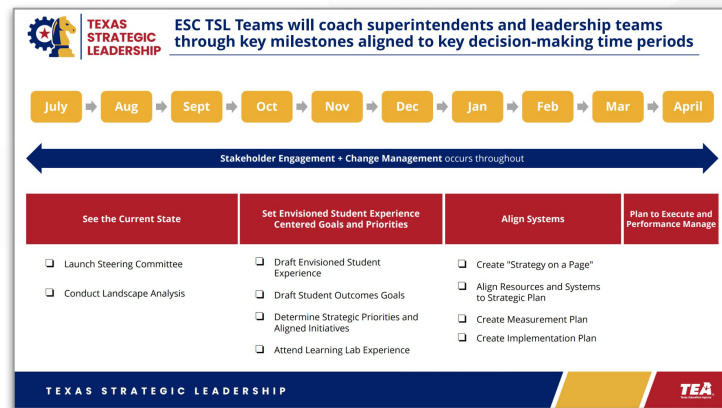 TEXAS
STRATEGIC
LEADERSHIP
ESC TSL Teams will coach superintendents and leadership teams
through key milestones aligned to key decision-making time periods
July
Aug
Sept
Oct
Nov
Dec
Jan
Feb
Mar
April
Stakeholder Engagement + Change Management occurs throughout
See the Current State
Launch Steering Committee
Conduct Landscape Analysis
Set Envisioned Student Experience
Centered Goals and Priorities
Draft Envisioned Student
Experience
Draft Student Outcomes Goals
Determine Strategic Priorities and
Aligned Initiatives
Attend Learning Lab Experience
Align Systems
Create "Strategy on a Page"
Align Resources and Systems
to Strategic Plan
Create Measurement Plan
Create Implementation Plan
Plan to Execute and
Performance Manage
TEXAS STRATEGIC LEADERSHIP
TEA
Texas Education Agency